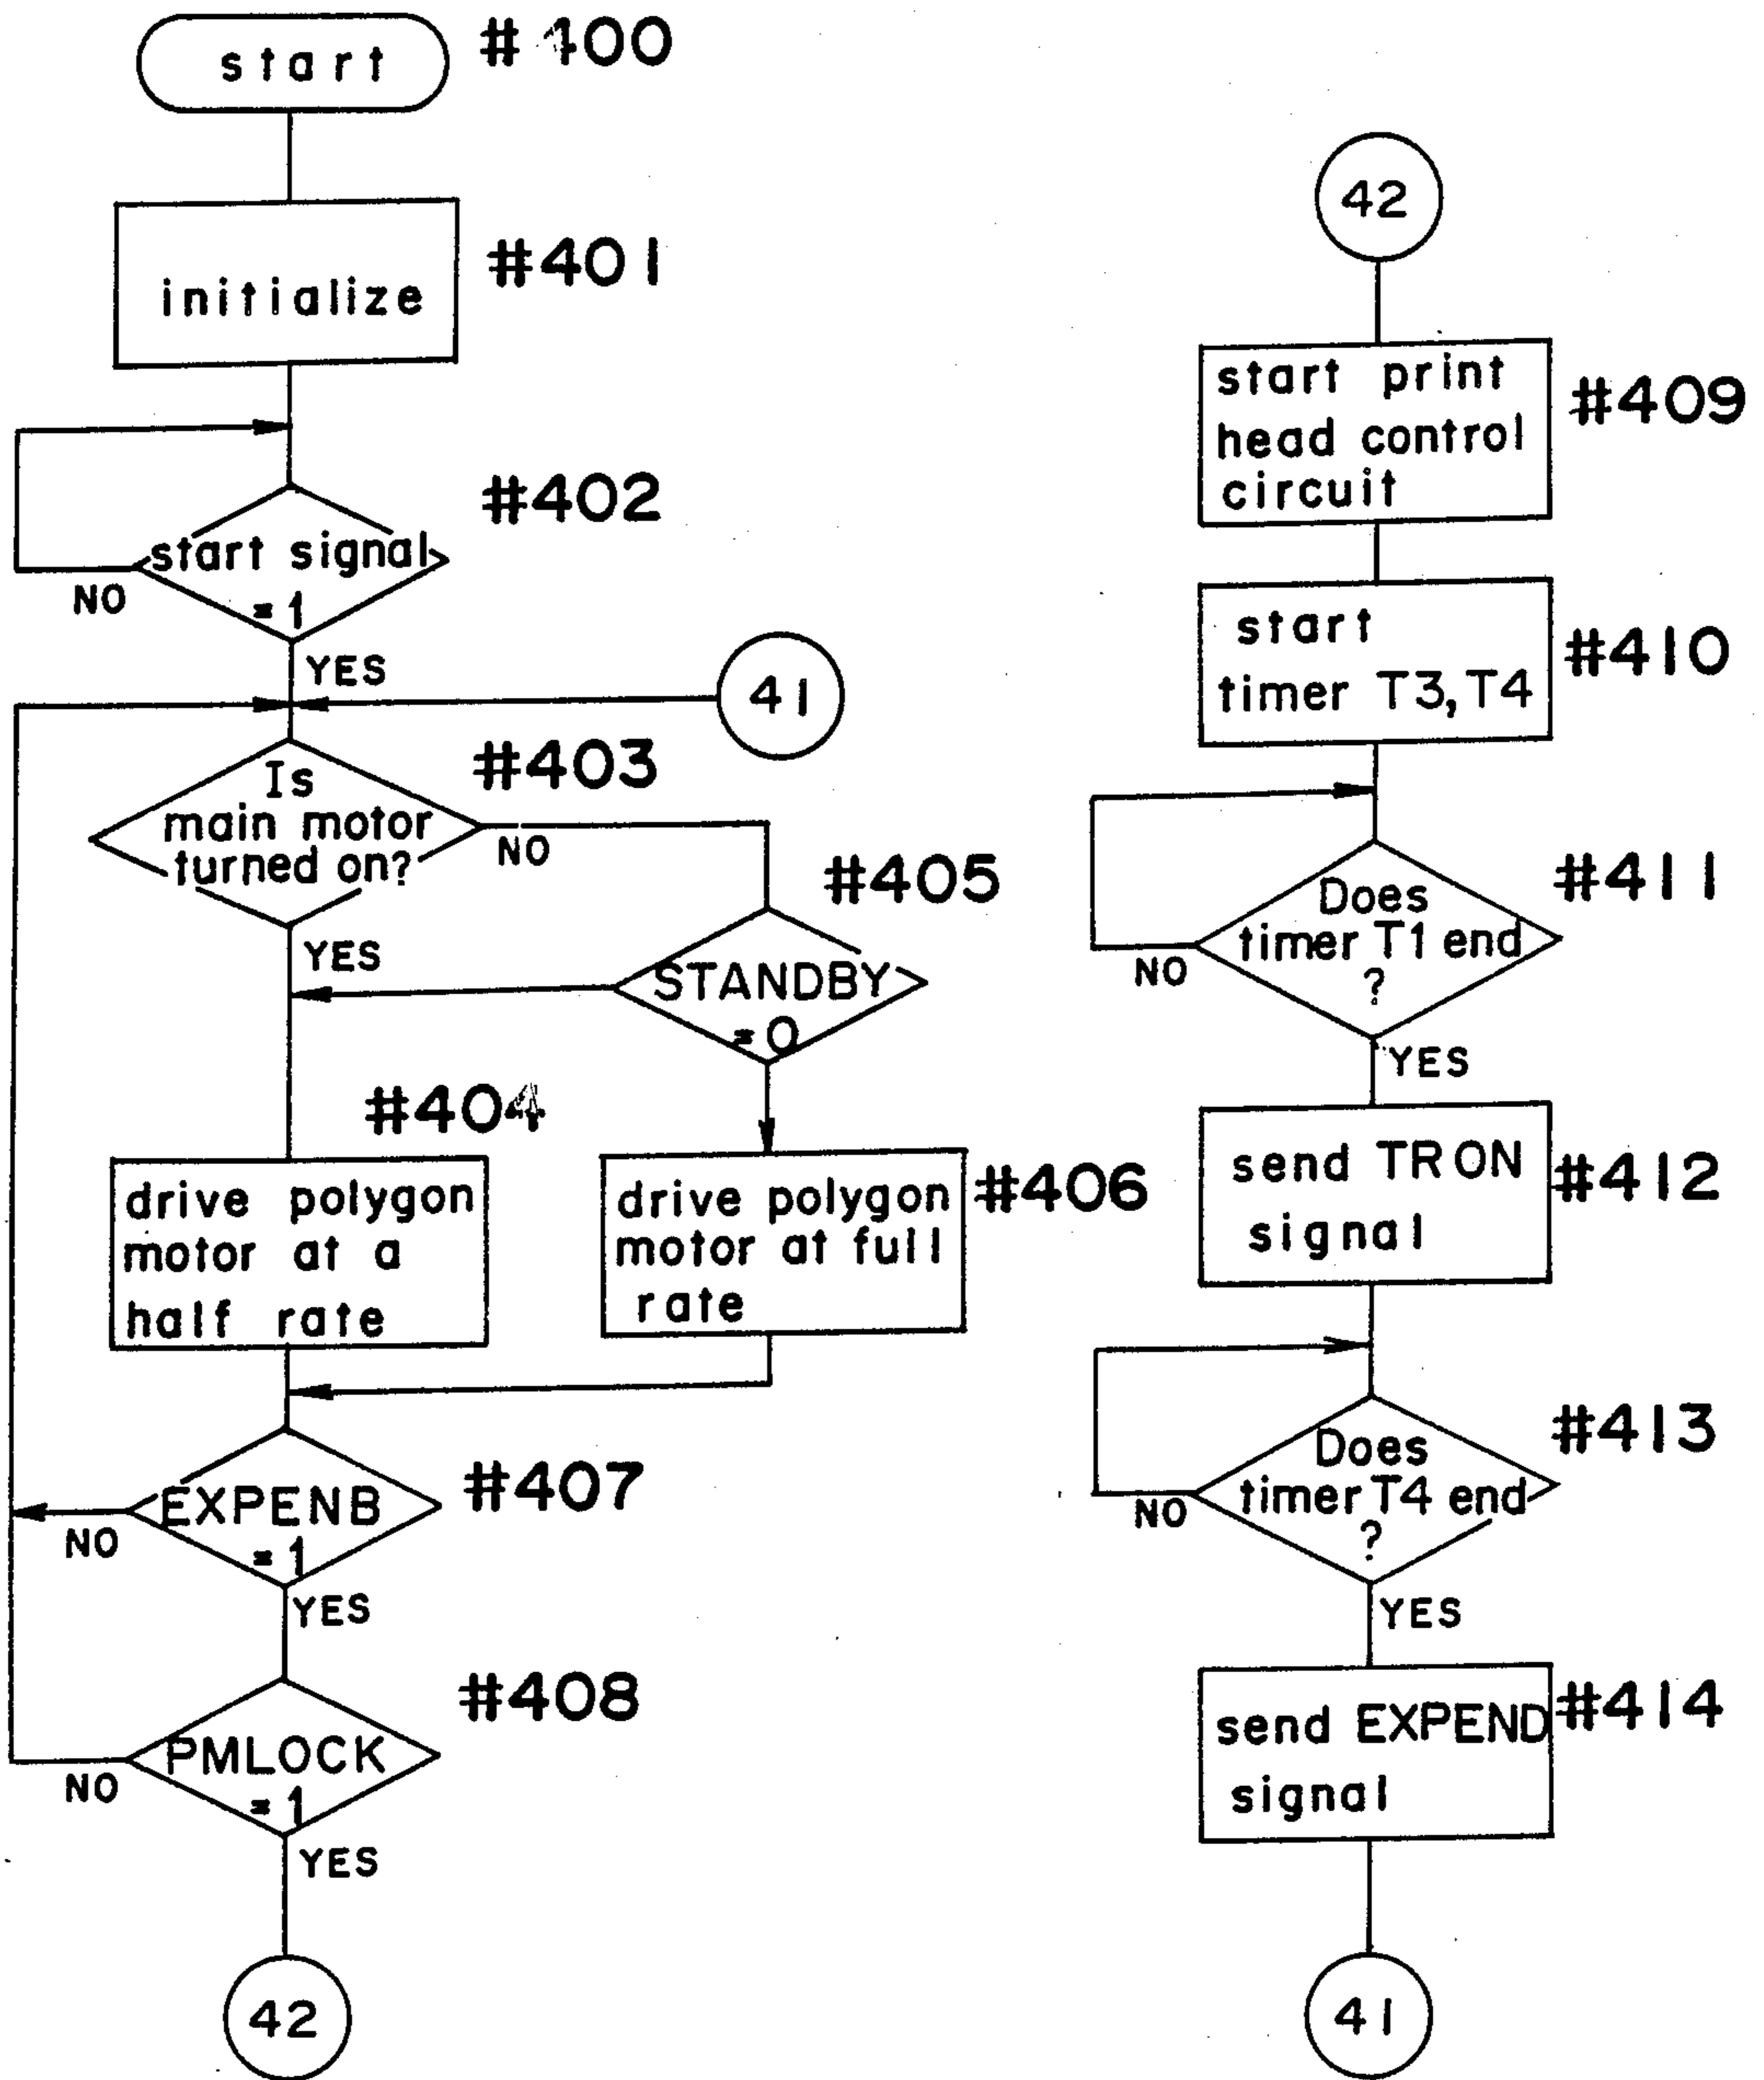 start
#400
initialize
#401
#402
start signal
= 1
NO
YES
41
#403
Is
main motor
turned on?
NO
YES
#405
STANDBY
= 0
#404
drive polygon
motor at a
half rate
drive polygon
motor at full
rate
#406
#407
EXPENB
= 1
NO
YES
#408
PMLOCK
= 1
NO
YES
42
42
start print
head control
circuit
#409
start
timer T3, T4
#410
#411
Does
timer T1 end
?
NO
YES
send TRON
signal
#412
#413
Does
timer T4 end
?
NO
YES
send EXPEND
signal
#414
41